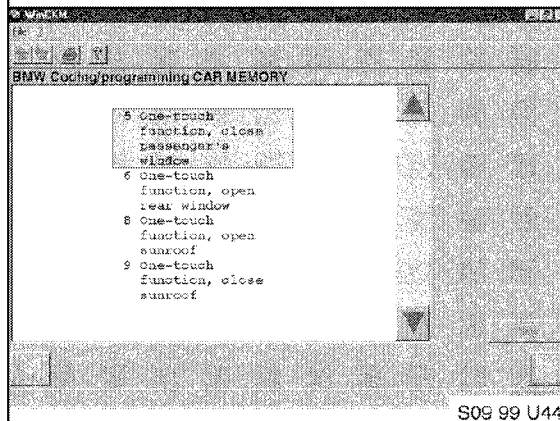 BMW Coding/programming CAR MEMORY
5 One-touch
function, close
passenger's
window
6 One-touch
function, open
rear window
8 One-touch
function, open
sunroof
9 One-touch
function, close
sunroof
S09 99 U44